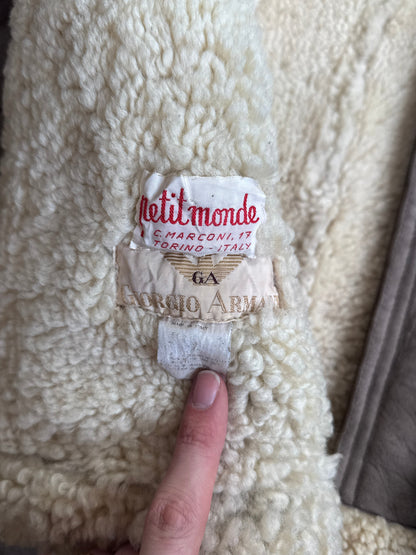 petitmonde
C. MARCONI, 17
TORINO - ITALY
GA
GIORGIO ARMANI